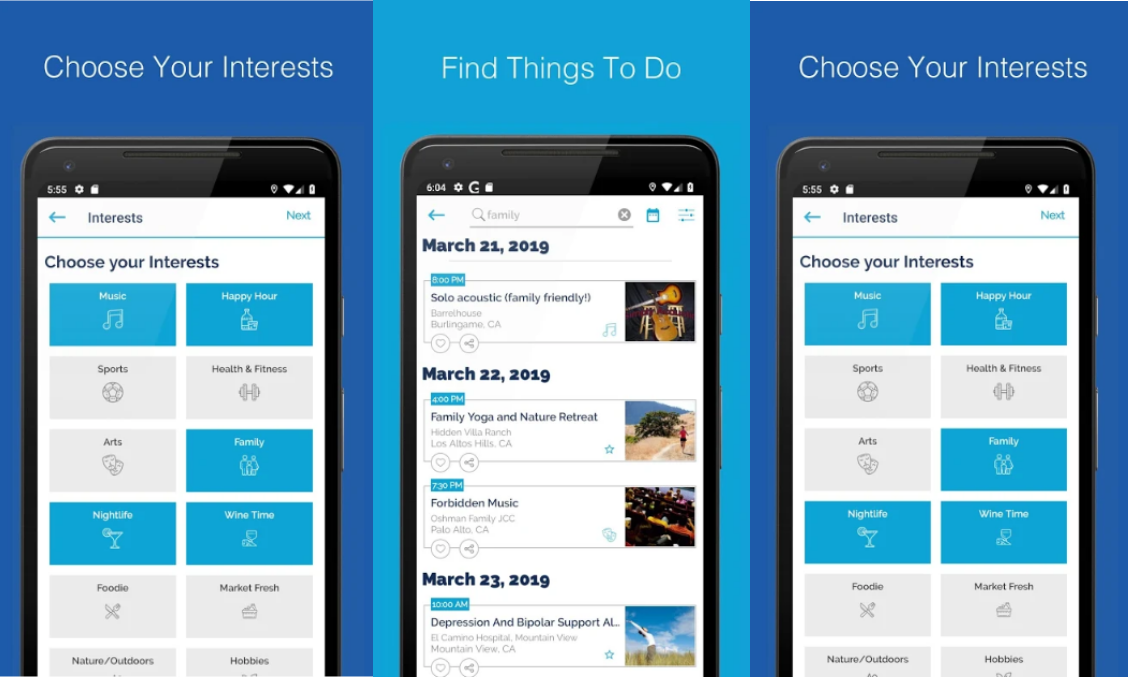 Choose Your Interests
5:55
Interests
Next
Choose your Interests
Music
Happy Hour
Sports
Health & Fitness
Arts
Family
Nightlife
Wine Time
Foodie
Market Fresh
Nature/Outdoors
Hobbies
Find Things To Do
6:04 G
family
March 21, 2019
8:00 PM
Solo acoustic (family friendly!)
Barrelhouse
Burlingame, CA
March 22, 2019
4:00 PM
Family Yoga and Nature Retreat
Hidden Villa Ranch
Los Altos Hills, CA
7:30 PM
Forbidden Music
Oshman Family JCC
Palo Alto, CA
March 23, 2019
10:00 AM
Depression And Bipolar Support Al...
El Camino Hospital, Mountain View
Mountain View, CA
Choose Your Interests
5:55
Interests
Next
Choose your Interests
Music
Happy Hour
Sports
Health & Fitness
Arts
Family
Nightlife
Wine Time
Foodie
Market Fresh
Nature/Outdoors
Hobbies